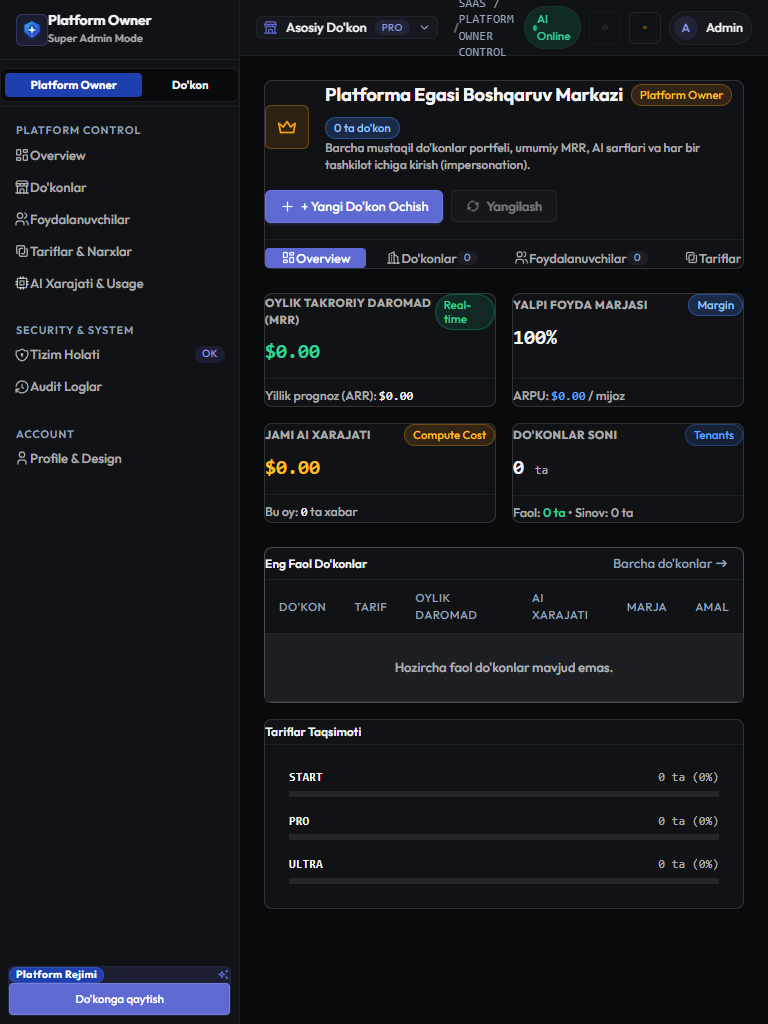 Platform Owner
Super Admin Mode
Platform Owner
Do'kon
PLATFORM CONTROL
Overview
Do'konlar
Foydalanuvchilar
Tariflar & Narxlar
AI Xarajati & Usage
SECURITY & SYSTEM
Tizim Holati
OK
Audit Loglar
ACCOUNT
Profile & Design
Platform Rejimi
Do'konga qaytish
Asosiy Do'kon
PRO
/
SAAS /
PLATFORM
OWNER
CONTROL
AI
Online
A
Admin
Platforma Egasi Boshqaruv Markazi
Platform Owner
0 ta do'kon
Barcha mustaqil do'konlar portfeli, umumiy MRR, AI sarflari va har bir
tashkilot ichiga kirish (impersonation).
+ Yangi Do'kon Ochish
Yangilash
Overview
Do'konlar 0
Foydalanuvchilar 0
Tariflar
OYLIK TAKRORIY DAROMAD
(MRR)
Real-
time
$0.00
Yillik prognoz (ARR): $0.00
YALPI FOYDA MARJASI
Margin
100%
ARPU: $0.00 / mijoz
JAMI AI XARAJATI
Compute Cost
$0.00
Bu oy: 0 ta xabar
DO'KONLAR SONI
Tenants
0 ta
Faol: 0 ta • Sinov: 0 ta
Eng Faol Do'konlar
Barcha do'konlar →
DO'KON
TARIF
OYLIK
DAROMAD
AI
XARAJATI
MARJA
AMAL
Hozircha faol do'konlar mavjud emas.
Tariflar Taqsimoti
START
0 ta (0%)
PRO
0 ta (0%)
ULTRA
0 ta (0%)